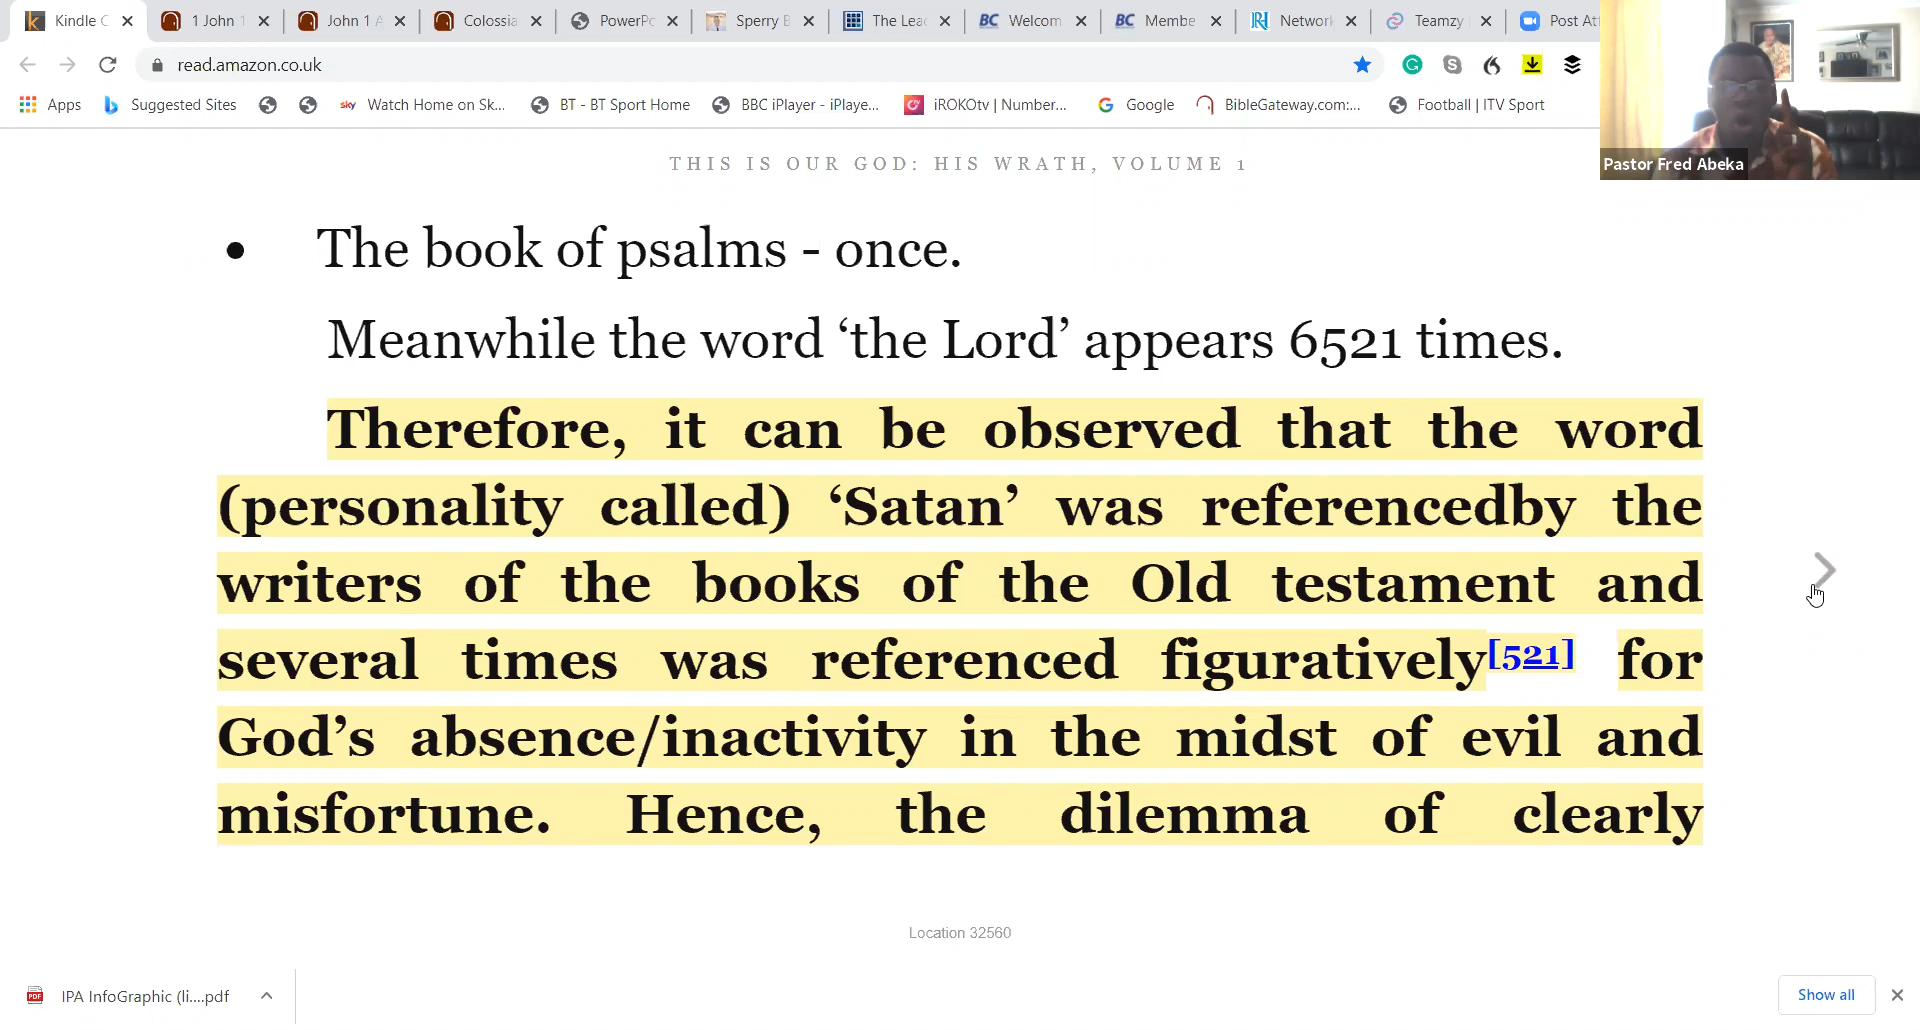 Kindle C
1 John 1
John 1 A
Colossia
PowerPo
Sperry B
The Lea
Welcom
Membe
Network
Teamzy
Post Att
read.amazon.co.uk
Apps
Suggested Sites
sky
Watch Home on Sk...
BT - BT Sport Home
BBC iPlayer - iPlaye...
iROKOtv | Number...
Google
BibleGateway.com:...
Football | ITV Sport
Pastor Fred Abeka
THIS IS OUR GOD: HIS WRATH, VOLUME 1
• The book of psalms - once.
Meanwhile the word ‘the Lord’ appears 6521 times.
Therefore, it can be observed that the word
(personality called) ‘Satan’ was referencedby the
writers of the books of the Old testament and
several times was referenced figuratively[521] for
God’s absence/inactivity in the midst of evil and
misfortune. Hence, the dilemma of clearly
Location 32560
PDF
IPA InfoGraphic (li....pdf
Show all